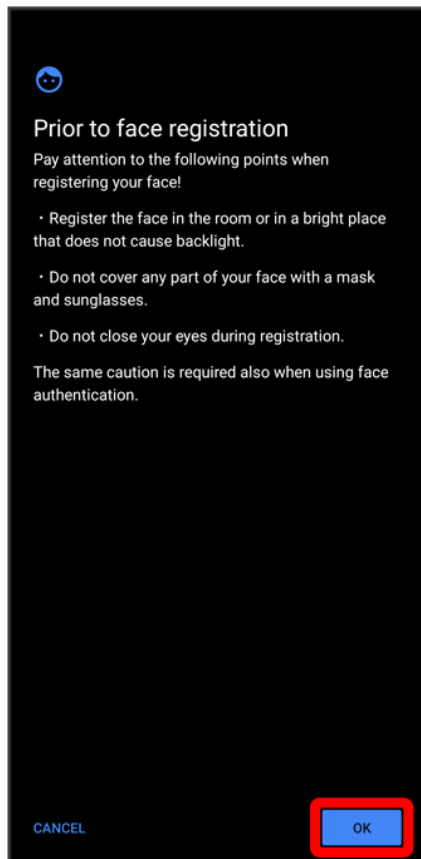 Prior to face registration
Pay attention to the following points when
registering your face!
・Register the face in the room or in a bright place
that does not cause backlight.
・Do not cover any part of your face with a mask
and sunglasses.
・Do not close your eyes during registration.
The same caution is required also when using face
authentication.
CANCEL
OK